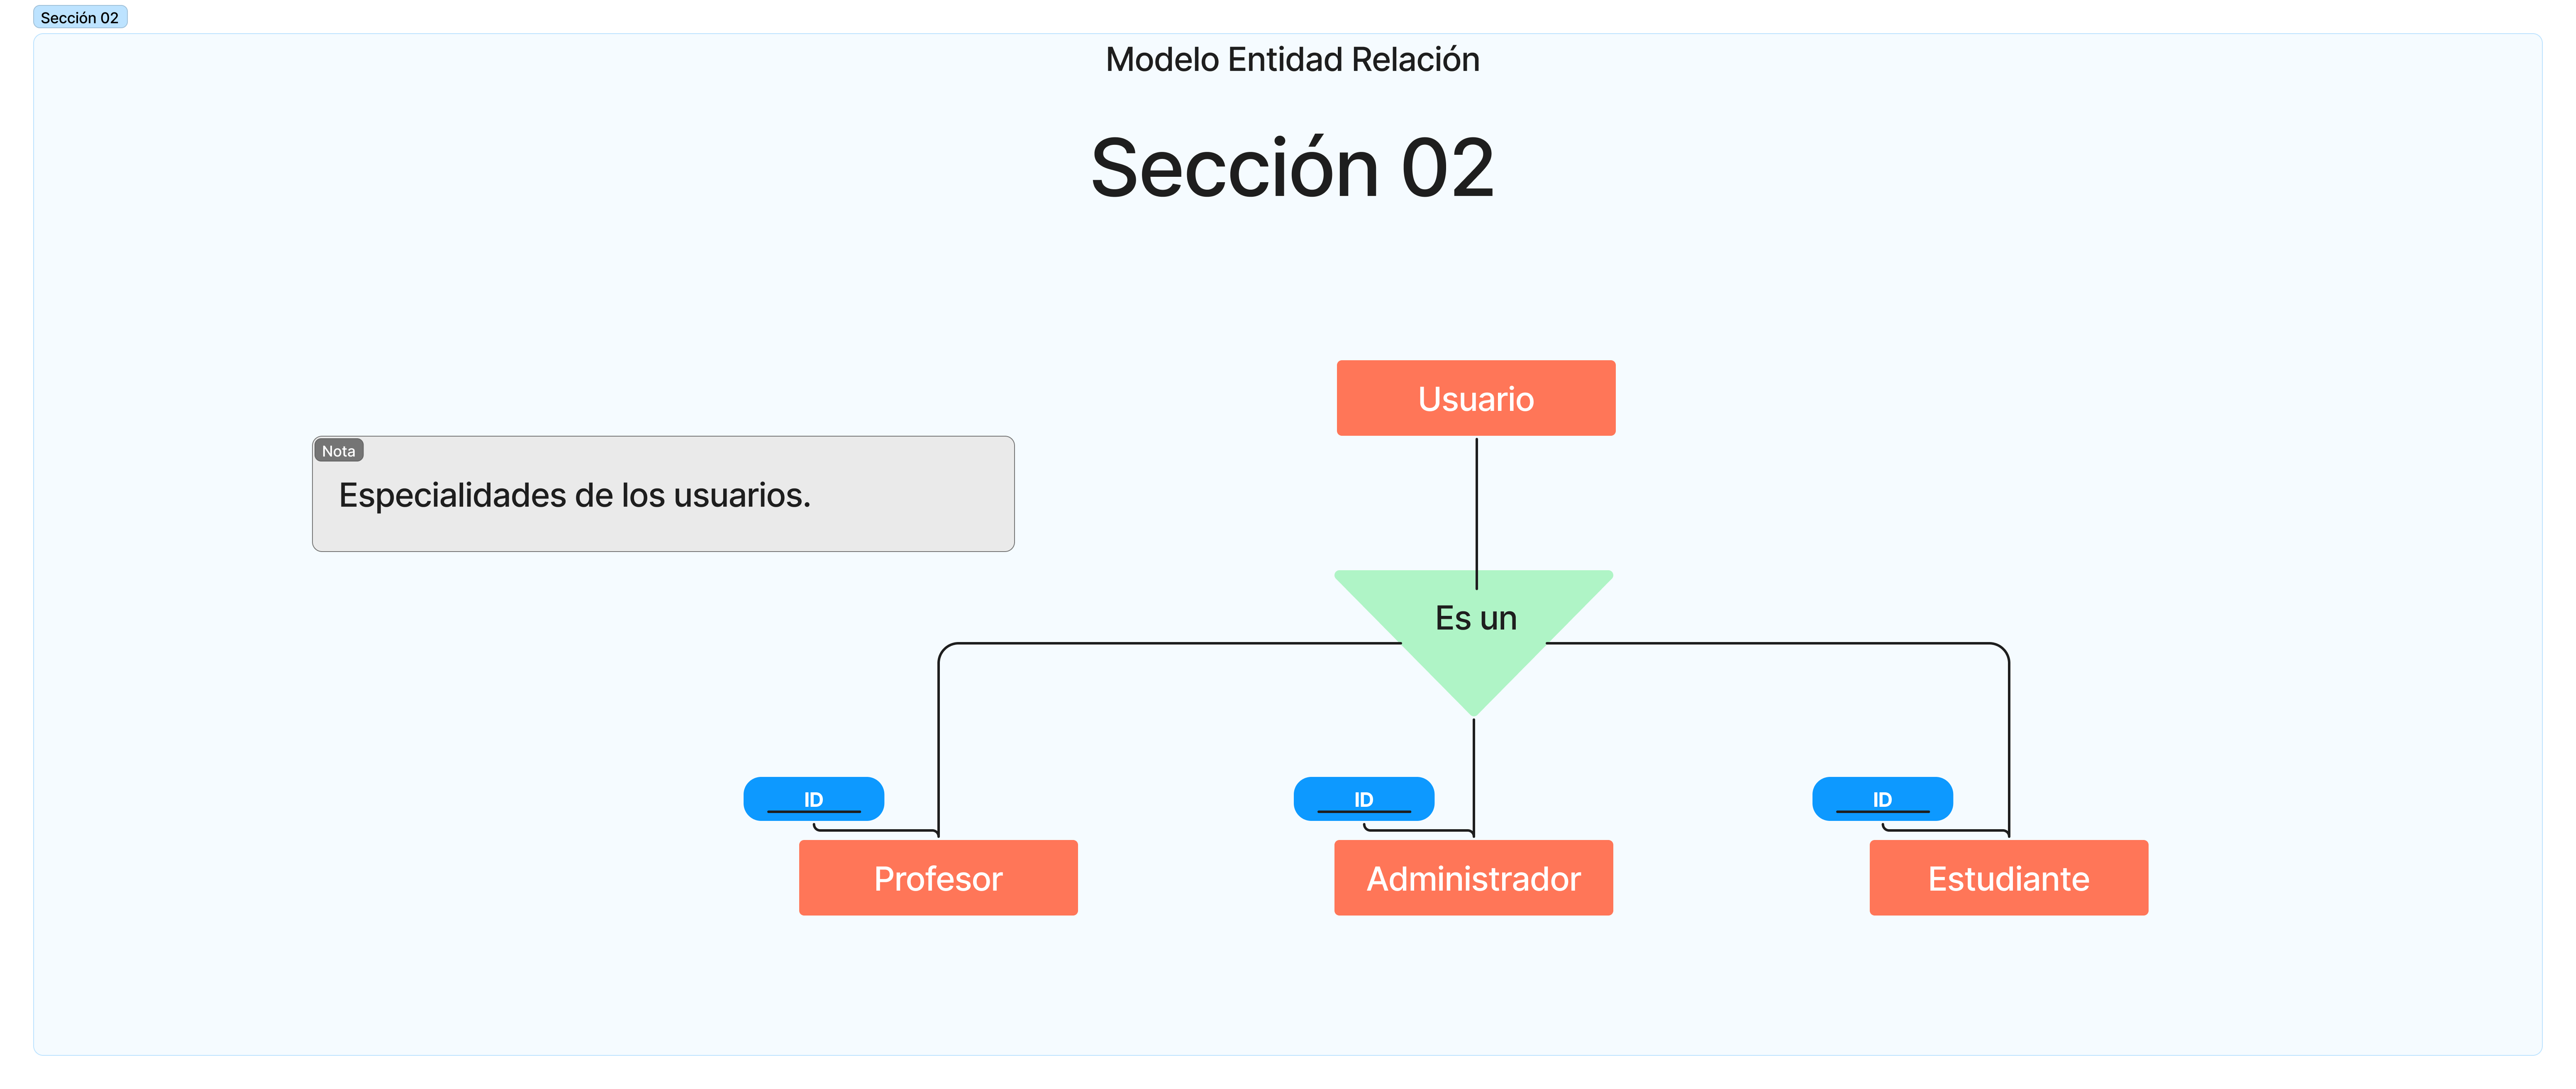 Sección 02
Modelo Entidad Relación
Sección 02
Usuario
Nota
Especialidades de los usuarios.
Es un
ID
ID
ID
Profesor
Administrador
Estudiante